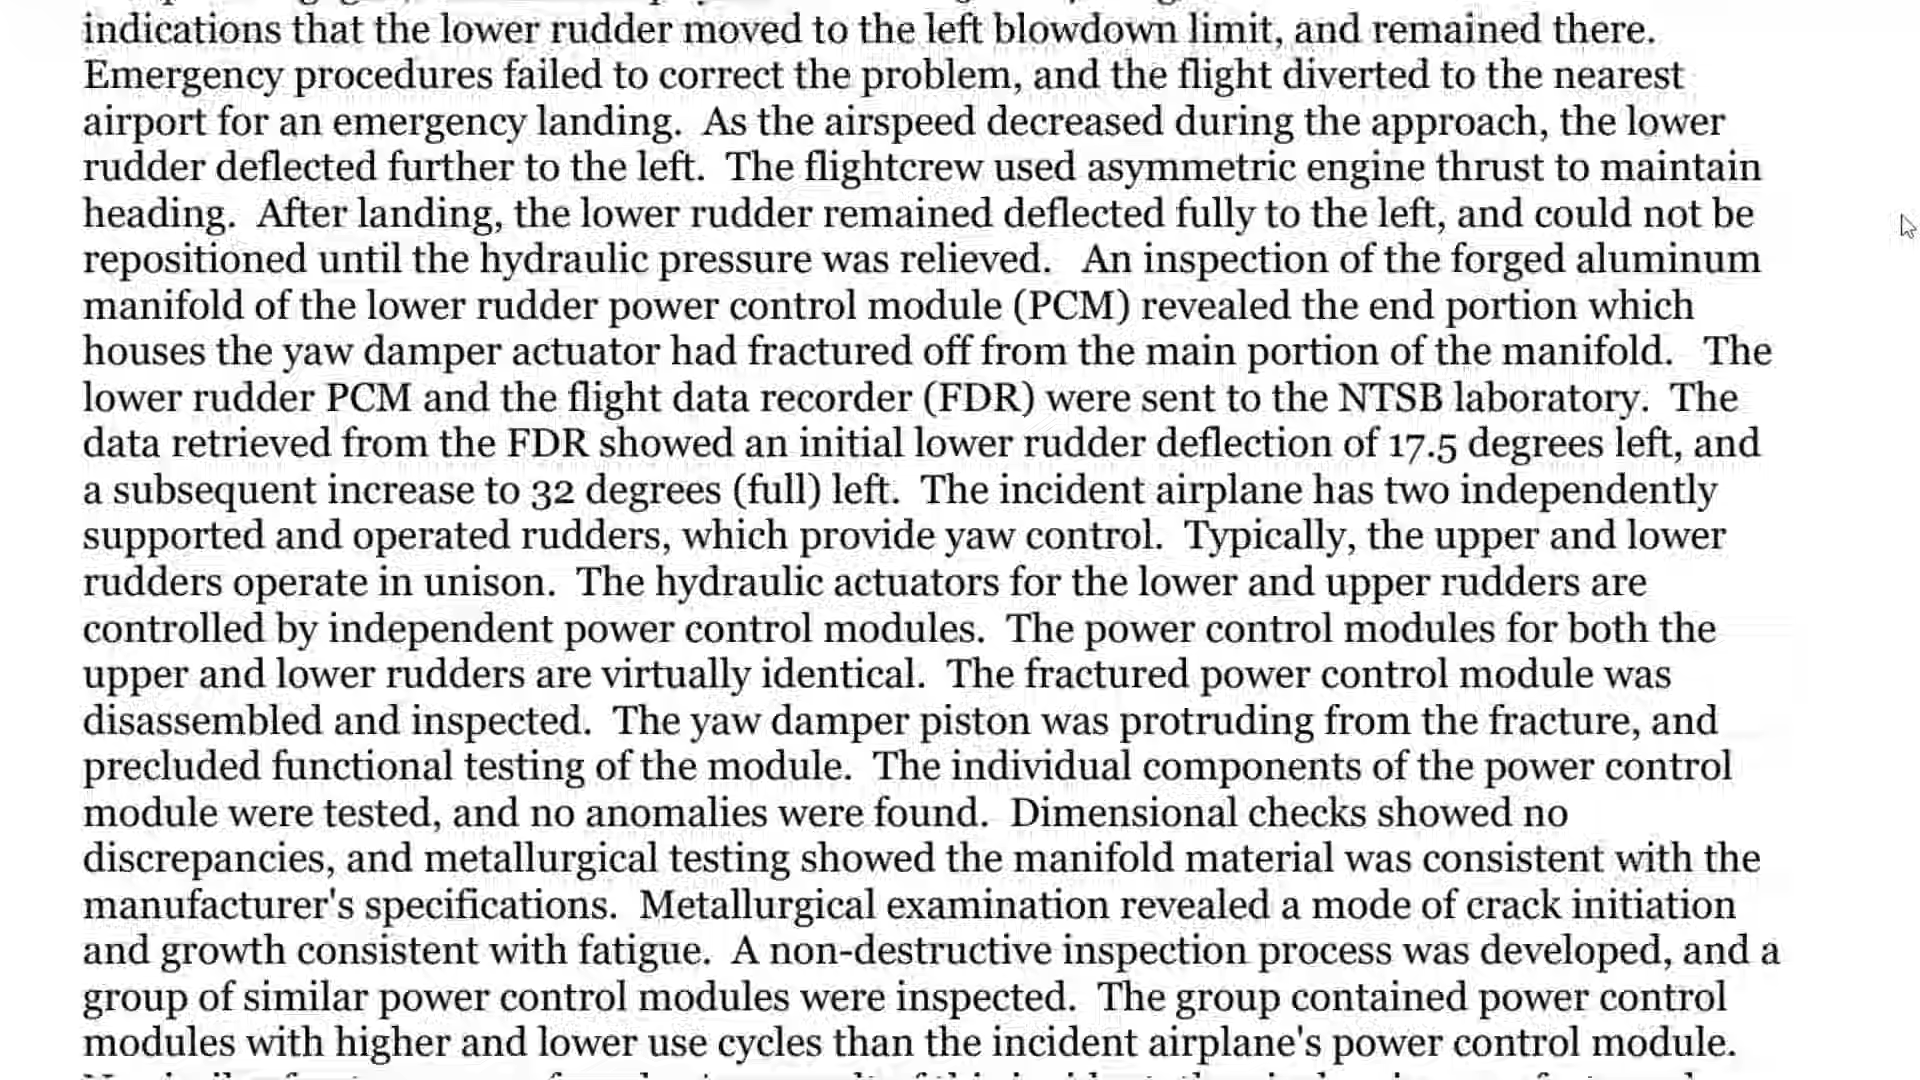 indications that the lower rudder moved to the left blowdown limit, and remained there.
Emergency procedures failed to correct the problem, and the flight diverted to the nearest
airport for an emergency landing.  As the airspeed decreased during the approach, the lower
rudder deflected further to the left.  The flightcrew used asymmetric engine thrust to maintain
heading.  After landing, the lower rudder remained deflected fully to the left, and could not be
repositioned until the hydraulic pressure was relieved.   An inspection of the forged aluminum
manifold of the lower rudder power control module (PCM) revealed the end portion which
houses the yaw damper actuator had fractured off from the main portion of the manifold.   The
lower rudder PCM and the flight data recorder (FDR) were sent to the NTSB laboratory.  The
data retrieved from the FDR showed an initial lower rudder deflection of 17.5 degrees left, and
a subsequent increase to 32 degrees (full) left.  The incident airplane has two independently
supported and operated rudders, which provide yaw control.  Typically, the upper and lower
rudders operate in unison.  The hydraulic actuators for the lower and upper rudders are
controlled by independent power control modules.  The power control modules for both the
upper and lower rudders are virtually identical.  The fractured power control module was
disassembled and inspected.  The yaw damper piston was protruding from the fracture, and
precluded functional testing of the module.  The individual components of the power control
module were tested, and no anomalies were found.  Dimensional checks showed no
discrepancies, and metallurgical testing showed the manifold material was consistent with the
manufacturer's specifications.  Metallurgical examination revealed a mode of crack initiation
and growth consistent with fatigue.  A non-destructive inspection process was developed, and a
group of similar power control modules were inspected.  The group contained power control
modules with higher and lower use cycles than the incident airplane's power control module.